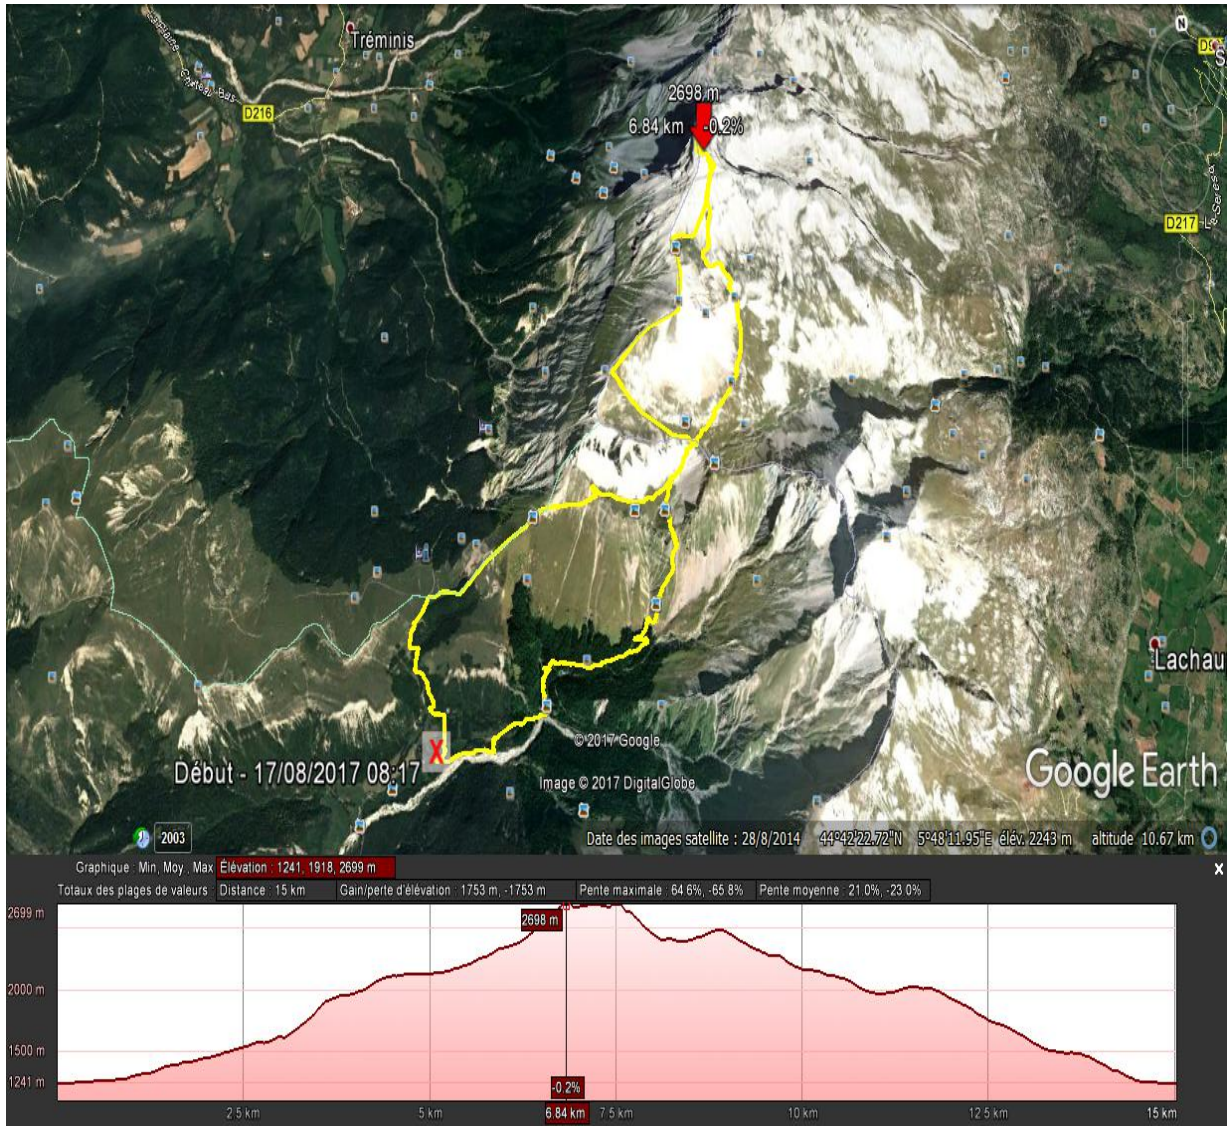 La Plaine
Tréminis
N
Château-Bas
D216
2698 m
6.84 km -0.2%
D217
Lachau
© 2017 Google
Début - 17/08/2017 08:17
Image © 2017 DigitalGlobe
Google Earth
2003
Date des images satellite : 28/8/2014 44°42'22.72"N 5°48'11.95"E élév. 2243 m altitude 10.67 km
Graphique : Min, Moy , Max Élévation : 1241, 1918, 2699 m
x
Totaux des plages de valeurs : Distance : 15 km Gain/perte d'élévation : 1753 m, -1753 m Pente maximale : 64.6%, -65.8% Pente moyenne : 21.0%, -23.0%
2699 m
2698 m
2000 m
1500 m
1241 m
-0.2%
2.5 km 5 km 6.84 km 7.5 km 10 km 12.5 km 15 km